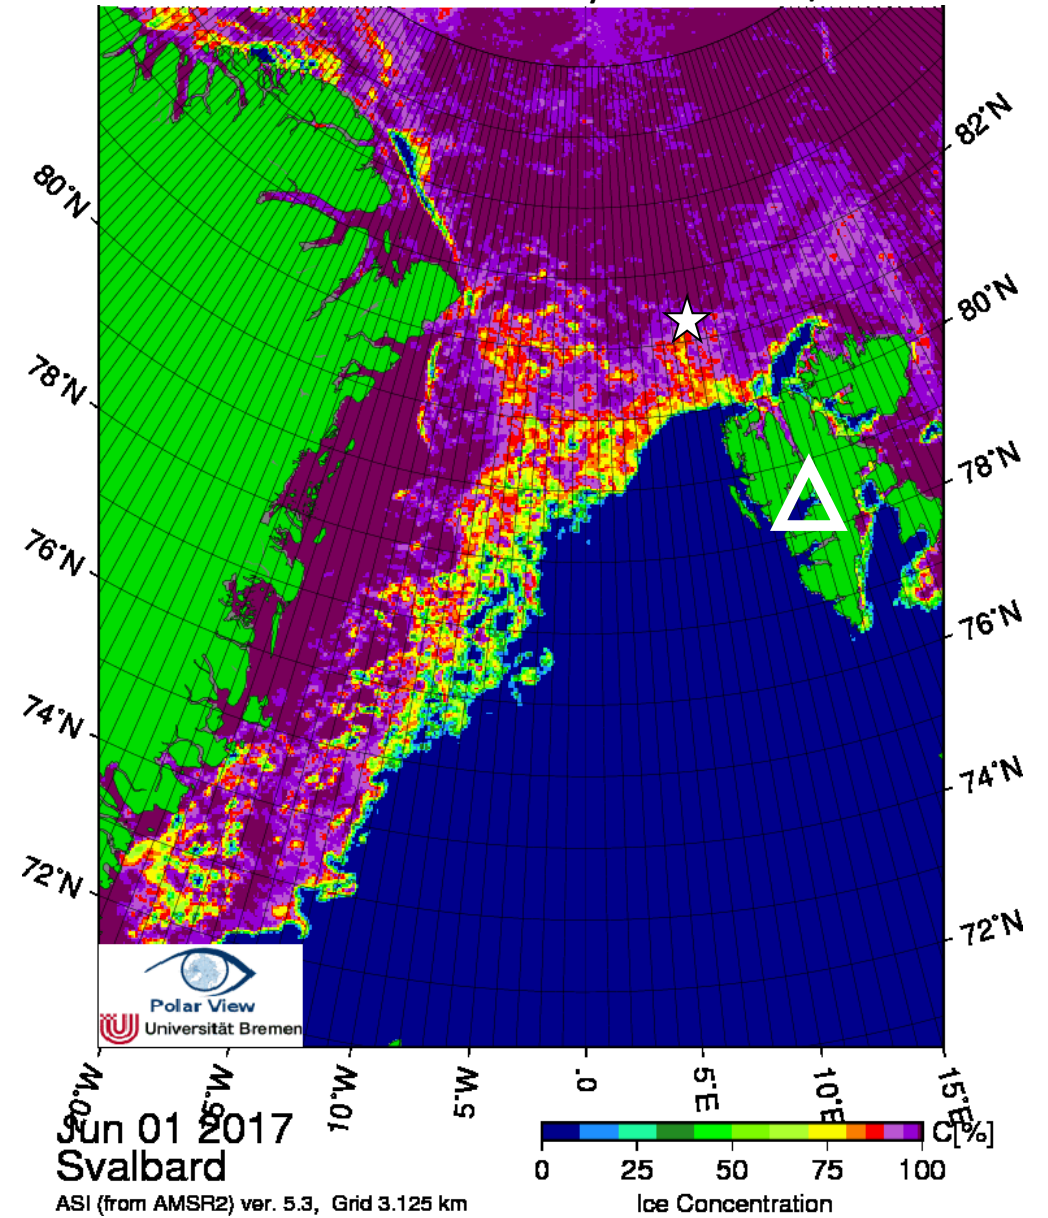 82°N
80°N
80°N
78°N
78°N
76°N
76°N
74°N
74°N
72°N
72°N
Polar View
Universität Bremen
20°W
15°W
10°W
5°W
0°
5°E
10°E
15°E
Jun 01 2017
Svalbard
ASI (from AMSR2) ver. 5.3, Grid 3.125 km
C[%]
0 25 50 75 100
Ice Concentration